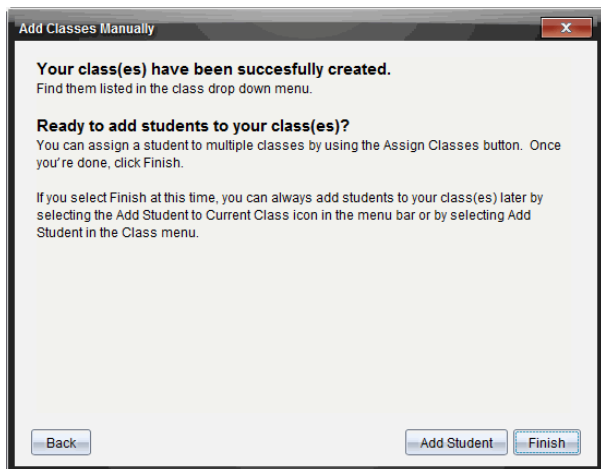 Add Classes Manually
X
Your class(es) have been succesfully created.
Find them listed in the class drop down menu.
Ready to add students to your class(es)?
You can assign a student to multiple classes by using the Assign Classes button. Once
you're done, click Finish.
If you select Finish at this time, you can always add students to your class(es) later by
selecting the Add Student to Current Class icon in the menu bar or by selecting Add
Student in the Class menu.
Back Add Student Finish